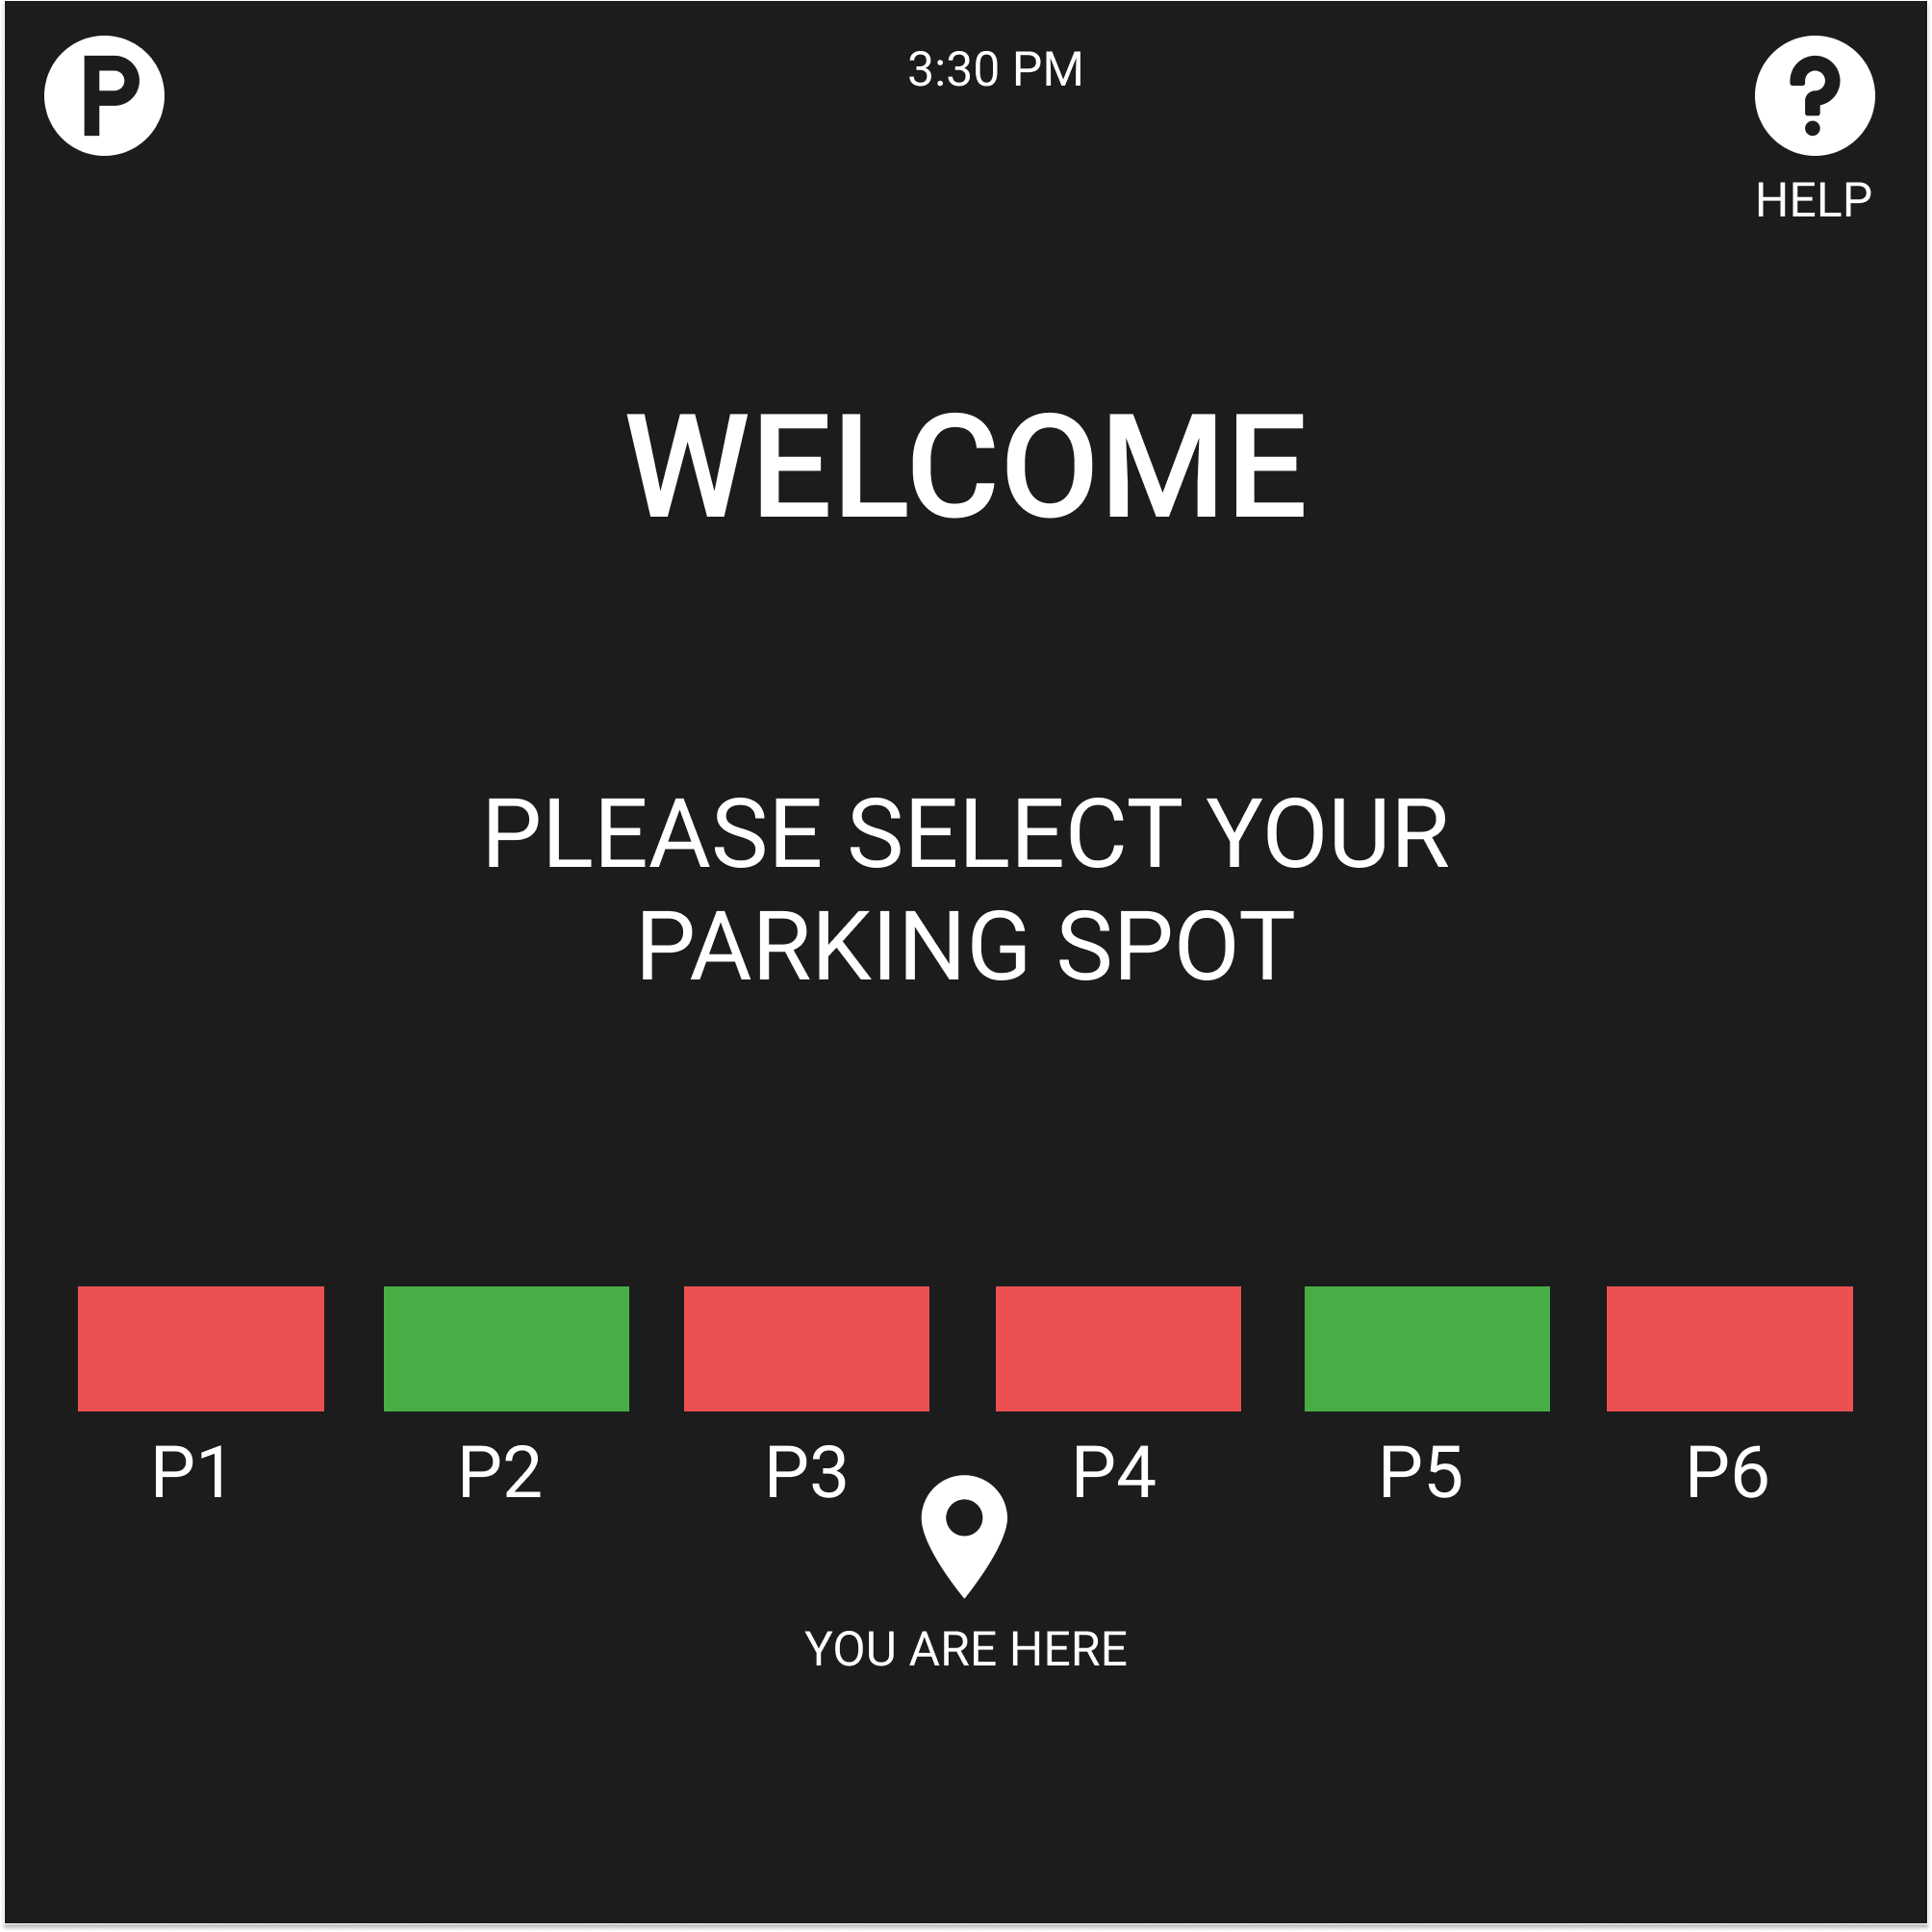 P
3:30 PM
?
HELP
WELCOME
PLEASE SELECT YOUR
PARKING SPOT
P1 P2 P3 P4 P5 P6
YOU ARE HERE